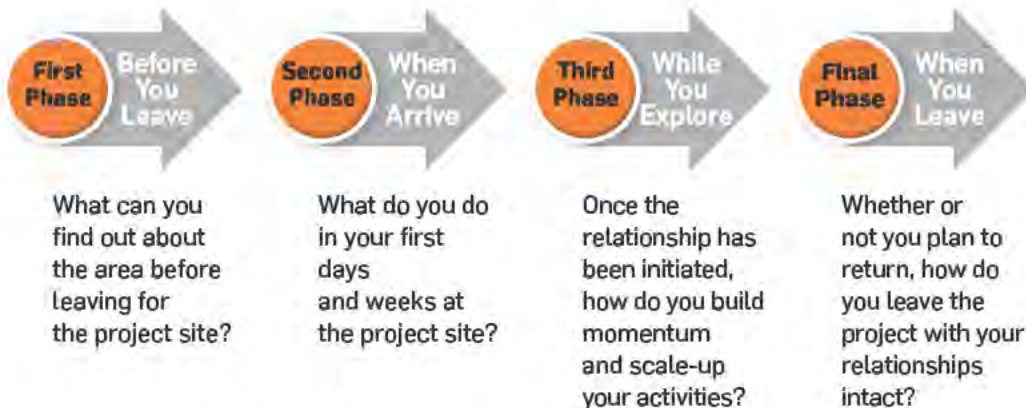 First
Phase
Before
You
Leave
What can you
find out about
the area before
leaving for
the project site?
Second
Phase
When
You
Arrive
What do you do
in your first
days
and weeks at
the project site?
Third
Phase
While
You
Explore
Once the
relationship has
been initiated,
how do you build
momentum
and scale-up
your activities?
Final
Phase
When
You
Leave
Whether or
not you plan to
return, how do
you leave the
project with your
relationships
intact?